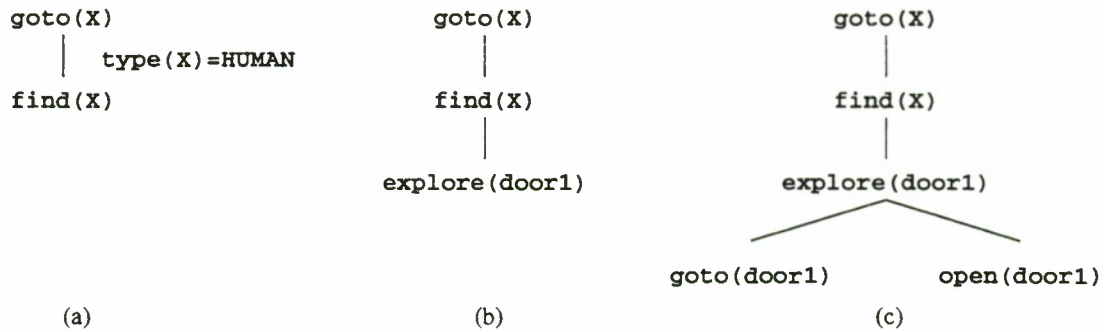 goto(X)
type(X)=HUMAN
find(X)
(a)
goto(X)
find(X)
explore(door1)
(b)
goto(X)
find(X)
explore(door1)
goto(door1) open(door1)
(c)